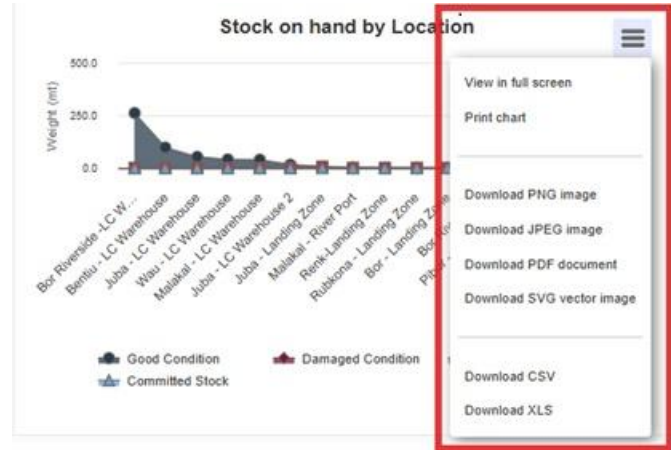 Stock on hand by Location
500.0
250.0
0.0
Weight (mt)
Bor Riverside -LC W...
Bentiu - LC Warehouse
Juba - LC Warehouse
Wau - LC Warehouse
Malakal - LC Warehouse
Juba - LC Warehouse 2
Juba - Landing Zone
Malakal - River Port
Renk-Landing Zone
Rubkona - Landing Zone
Bor - Landing Zone
Good Condition
Damaged Condition
Committed Stock
View in full screen
Print chart
Download PNG image
Download JPEG image
Download PDF document
Download SVG vector image
Download CSV
Download XLS